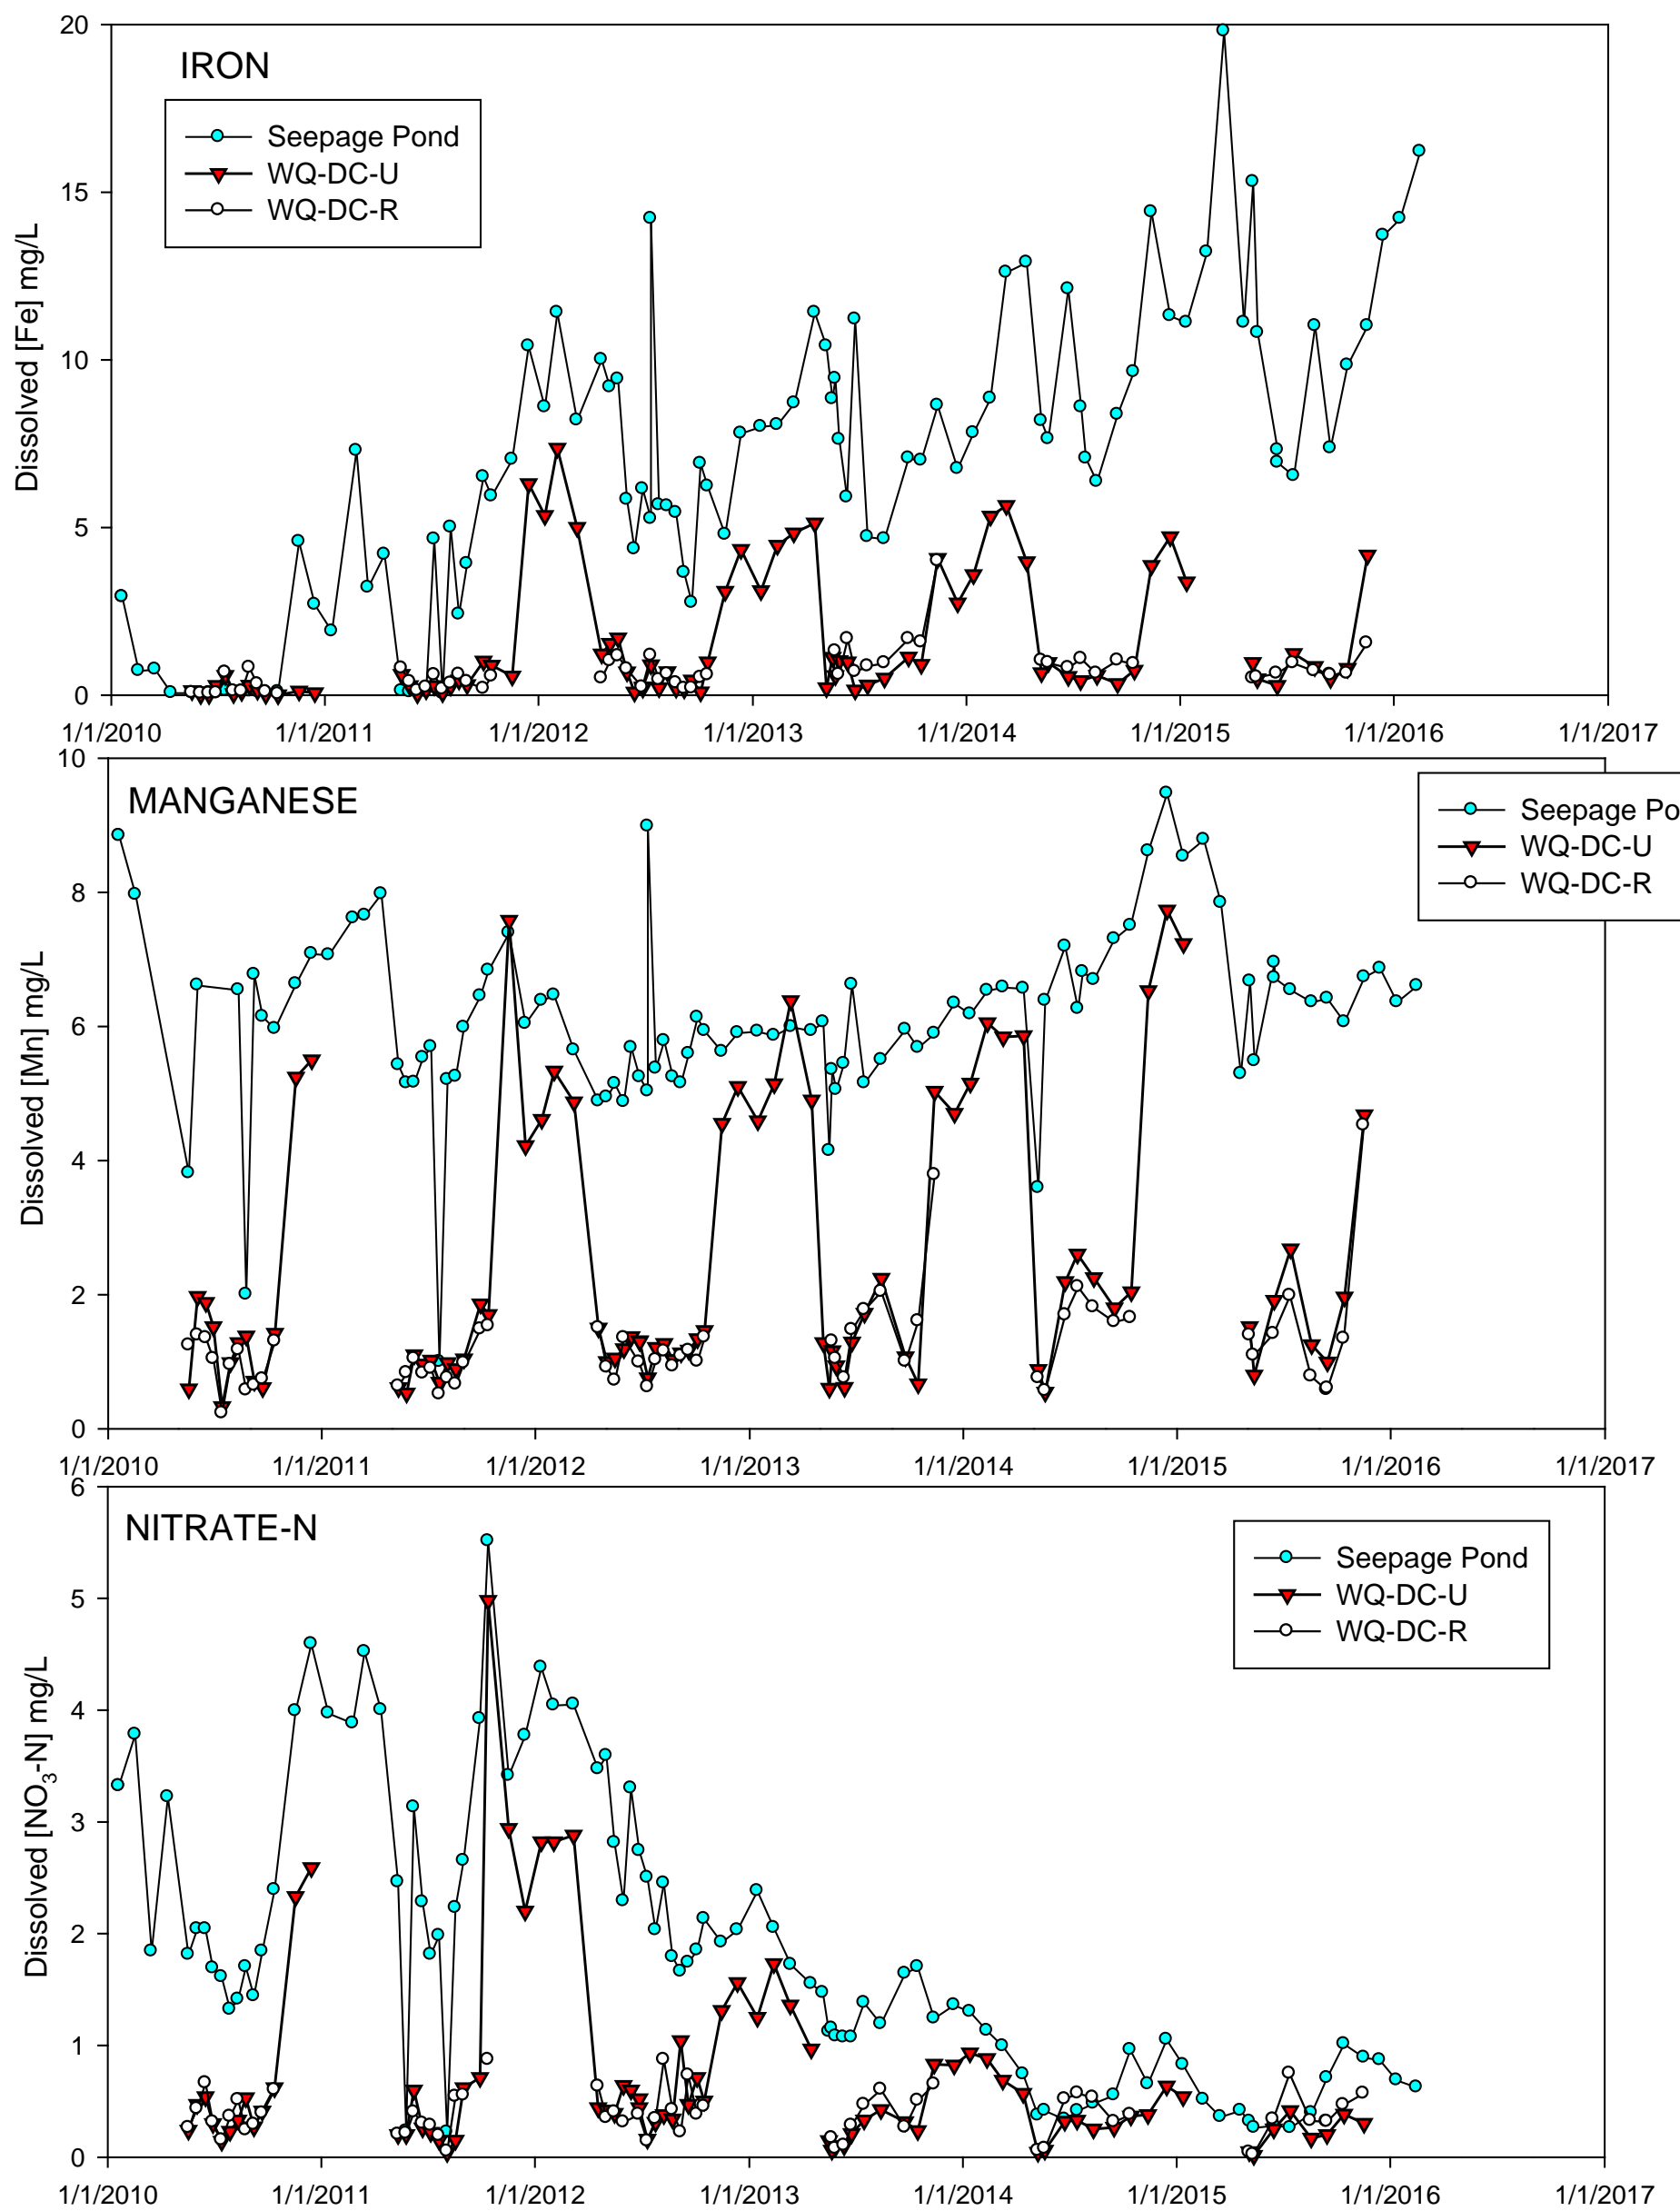 IRON
Seepage Pond
WQ-DC-U
WQ-DC-R
Dissolved [Fe] mg/L
20
15
10
5
0
1/1/2010 1/1/2011 1/1/2012 1/1/2013 1/1/2014 1/1/2015 1/1/2016 1/1/2017
MANGANESE
Seepage Po
WQ-DC-U
WQ-DC-R
Dissolved [Mn] mg/L
10
8
6
4
2
0
1/1/2010 1/1/2011 1/1/2012 1/1/2013 1/1/2014 1/1/2015 1/1/2016 1/1/2017
NITRATE-N
Seepage Pond
WQ-DC-U
WQ-DC-R
Dissolved [NO₃-N] mg/L
6
5
4
3
2
1
0
1/1/2010 1/1/2011 1/1/2012 1/1/2013 1/1/2014 1/1/2015 1/1/2016 1/1/2017